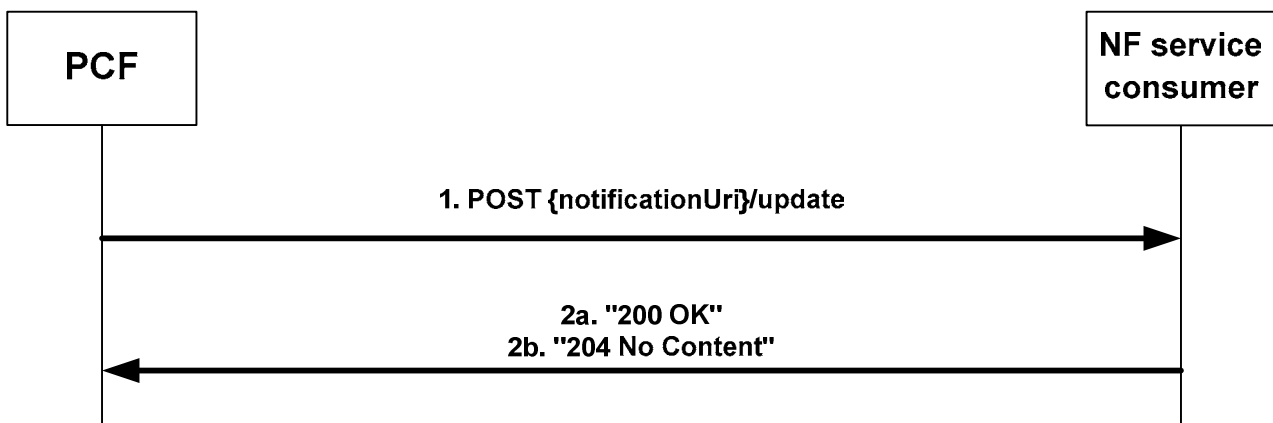 PCF
NF service
consumer
1. POST {notificationUri}/update
2a. "200 OK"
2b. "204 No Content"